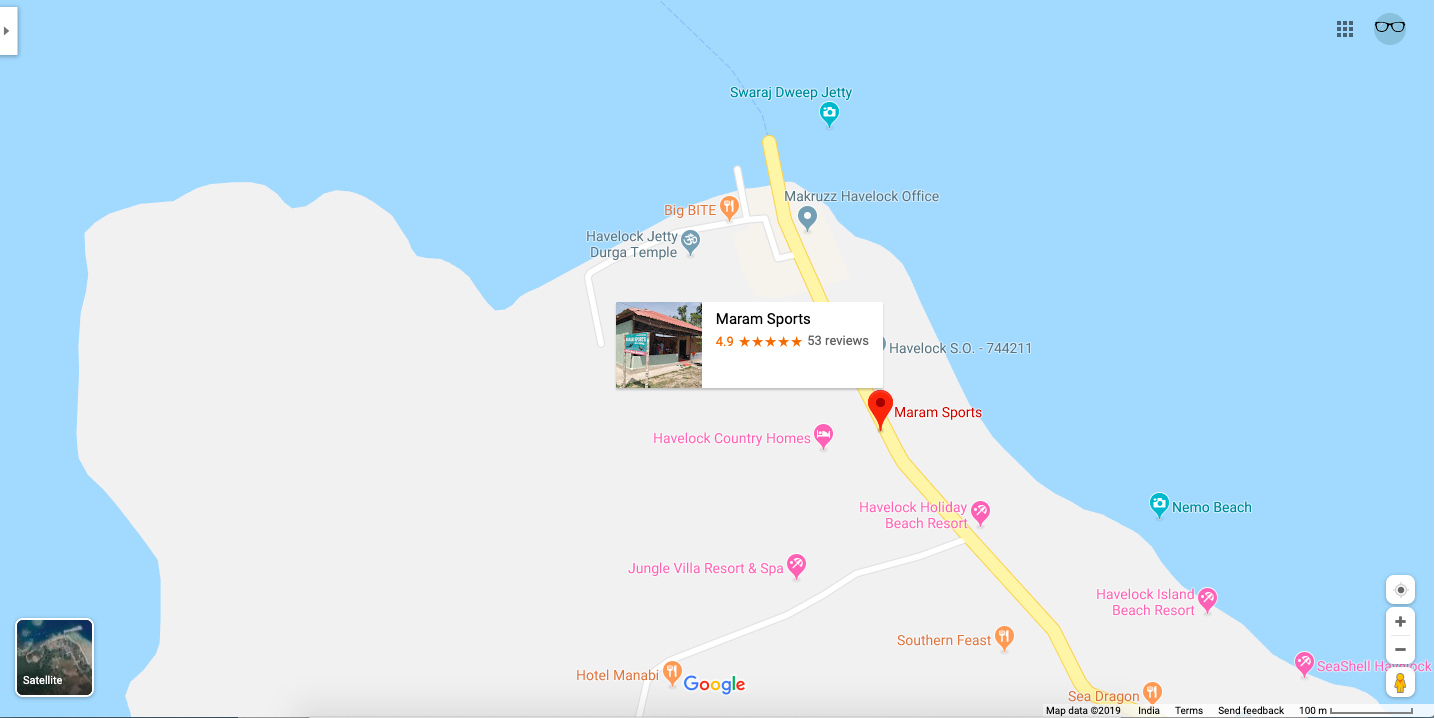 Swaraj Dweep Jetty
Makruzz Havelock Office
Big BITE
Havelock Jetty
Durga Temple
Maram Sports
4.9 ★★★★★ 53 reviews
Havelock S.O. - 744211
Maram Sports
Havelock Country Homes
Havelock Holiday
Beach Resort
Nemo Beach
Jungle Villa Resort & Spa
Havelock Island
Beach Resort
Southern Feast
SeaShell Havelock
Hotel Manabi
Satellite
Google
Sea Dragon
Map data ©2019 India Terms Send feedback 100 m